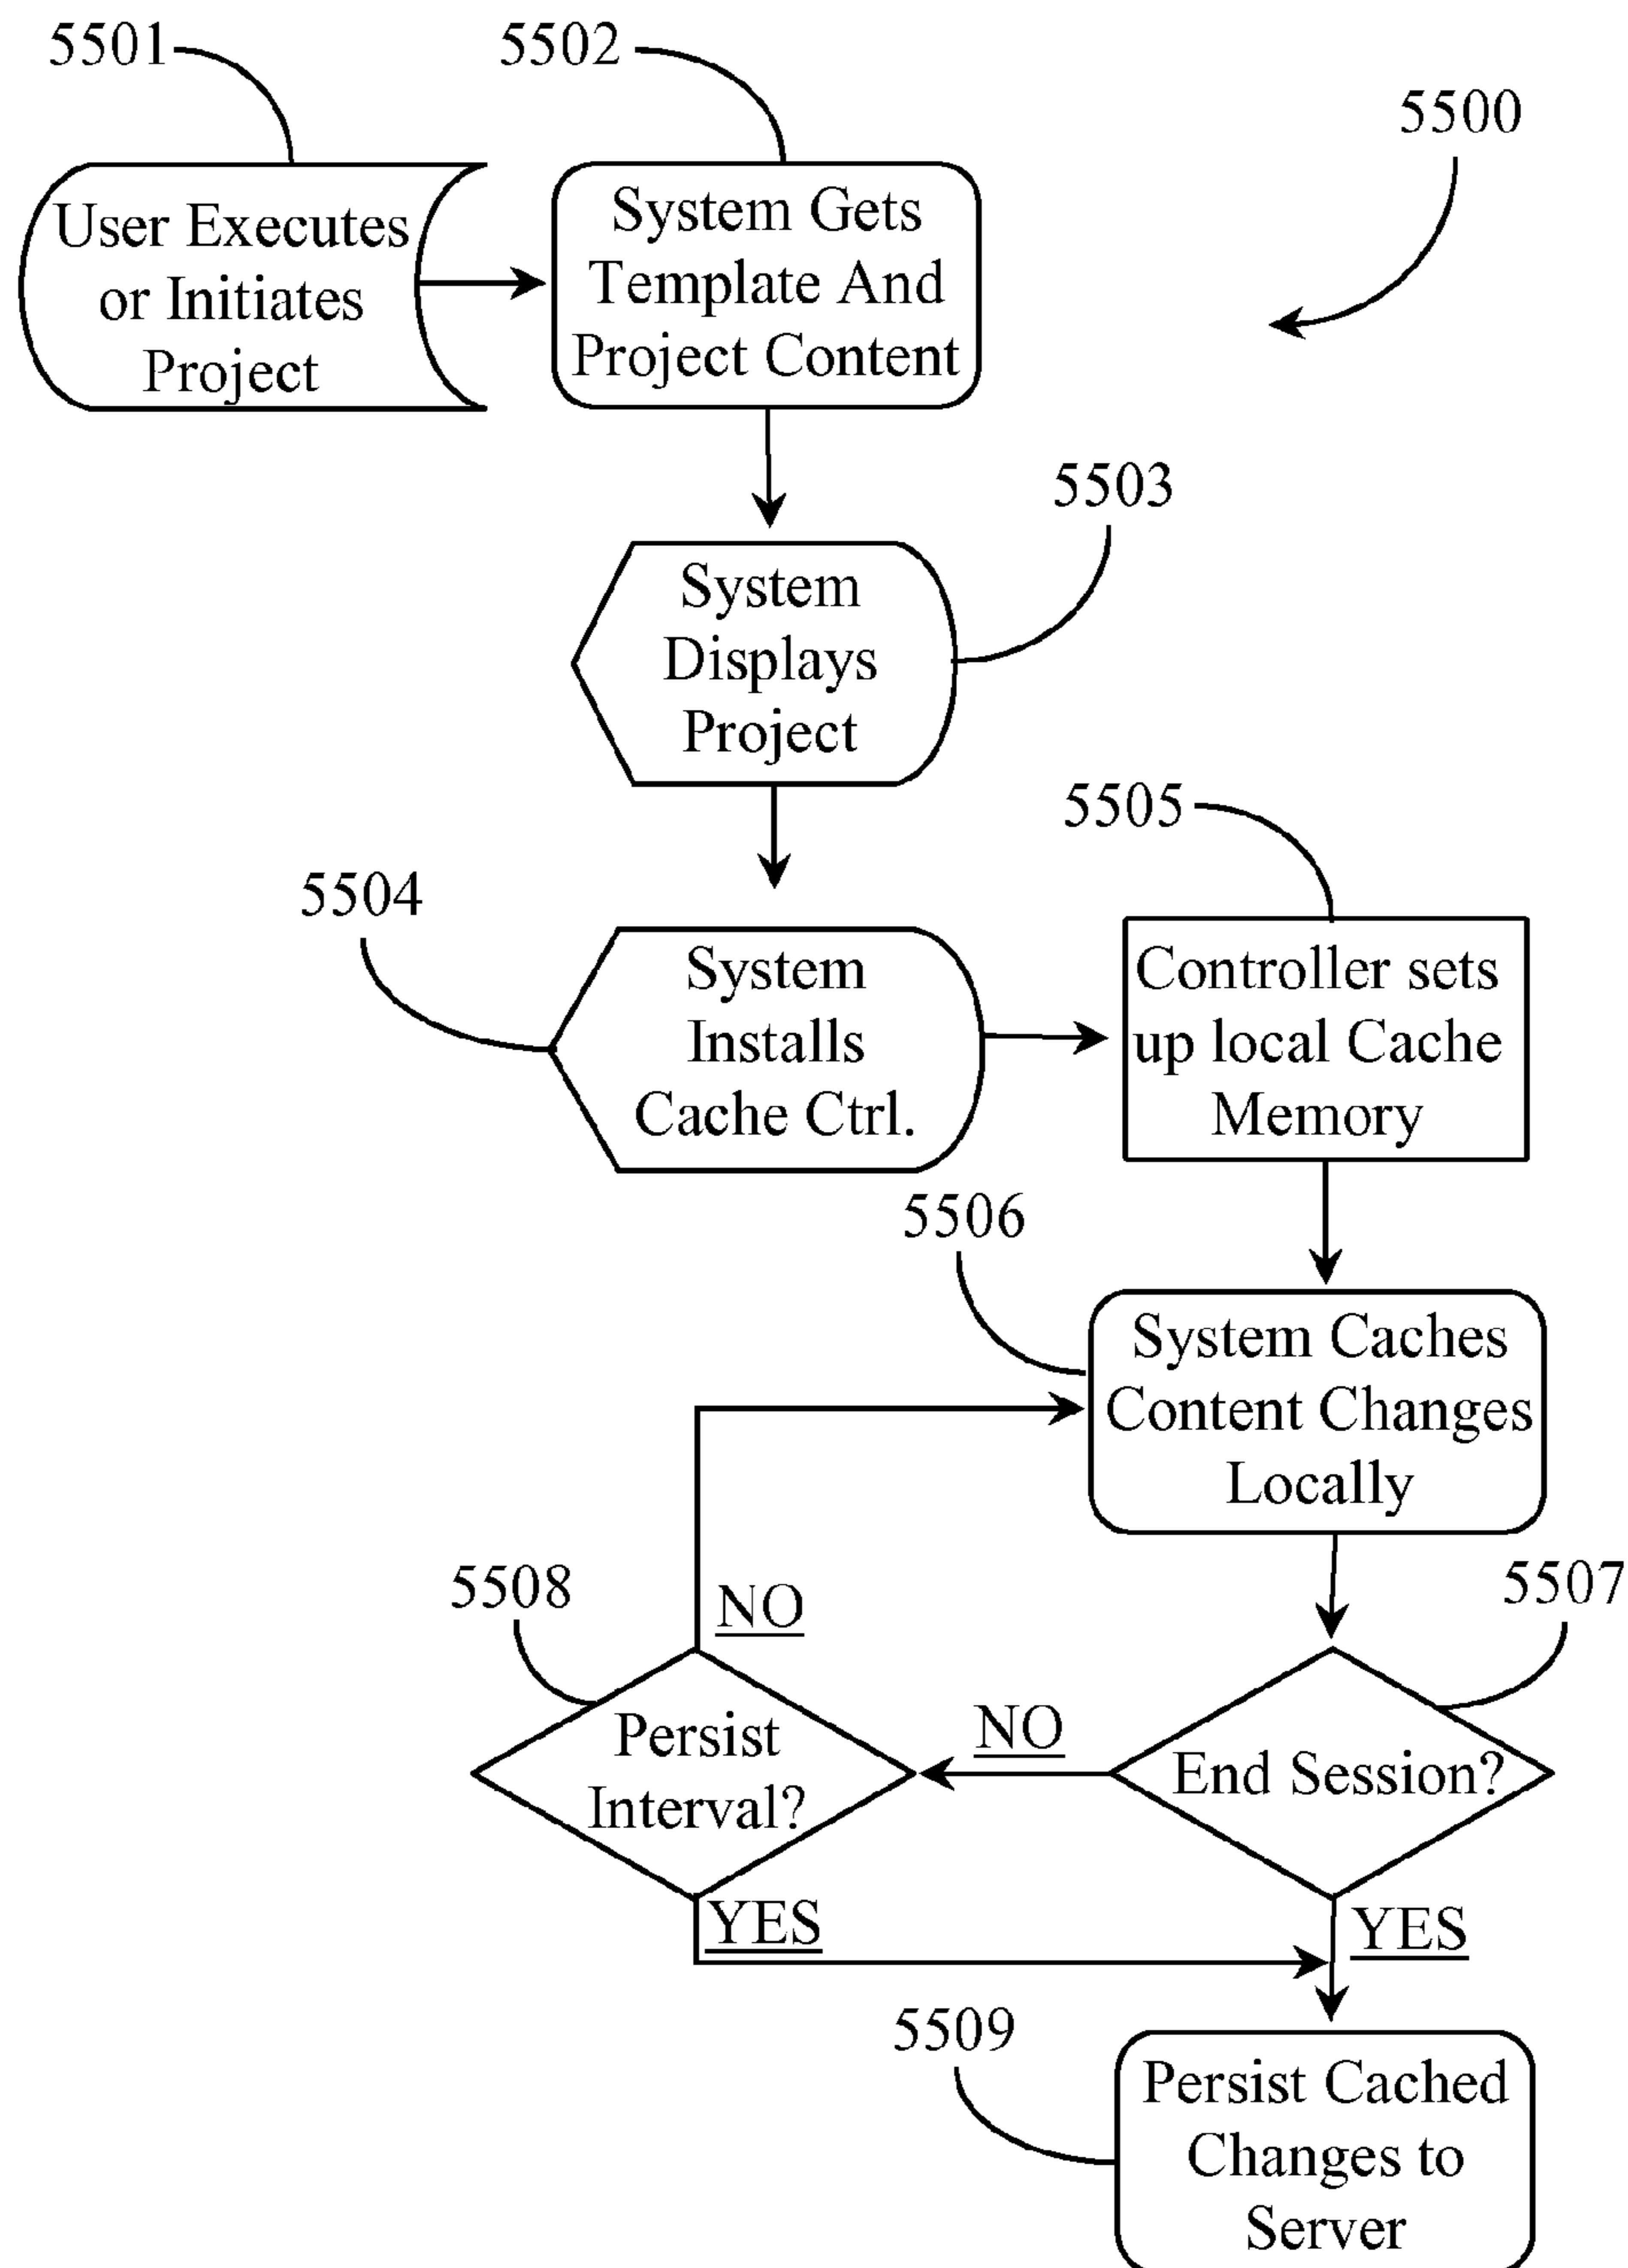 5501
5502
5500
User Executes
or Initiates
Project
System Gets
Template And
Project Content
5503
System
Displays
Project
5505
5504
System
Installs
Cache Ctrl.
Controller sets
up local Cache
Memory
5506
System Caches
Content Changes
Locally
5508
NO
5507
Persist
Interval?
NO
End Session?
YES
YES
5509
Persist Cached
Changes to
Server